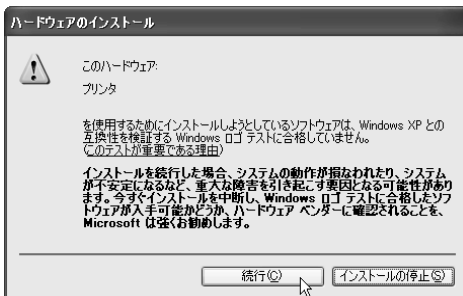 ハードウェアのインストール
このハードウェア:
プリンタ
を使用するためにインストールしようとしているソフトウェアは、Windows XP との
互換性を検証する Windows ロゴ テストに合格していません。
(このテストが重要である理由)
インストールを続行した場合、システムの動作が損なわれたり、システム
が不安定になるなど、重大な障害を引き起こす要因となる可能性があり
ます。今すぐインストールを中断し、Windows ロゴ テストに合格したソフ
トウェアが入手可能かどうか、ハードウェア ベンダーに確認されることを、
Microsoft は強くお勧めします。
続行(C) インストールの停止(S)